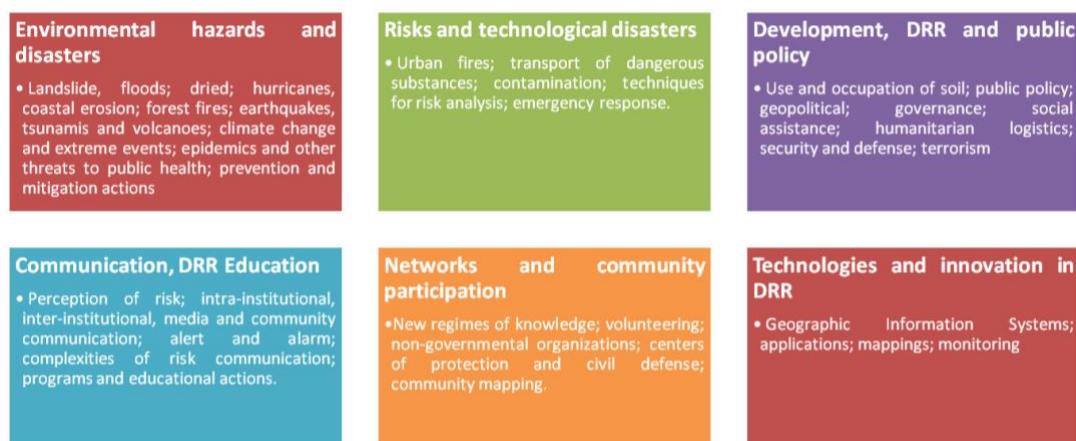 Environmental hazards and
disasters
• Landslide, floods; dried; hurricanes,
coastal erosion; forest fires; earthquakes,
tsunamis and volcanoes; climate change
and extreme events; epidemics and other
threats to public health; prevention and
mitigation actions
Risks and technological disasters
• Urban fires; transport of dangerous
substances; contamination; techniques
for risk analysis; emergency response.
Development, DRR and public
policy
• Use and occupation of soil; public policy;
geopolitical; governance; social
assistance; humanitarian logistics;
security and defense; terrorism
Communication, DRR Education
• Perception of risk; intra-institutional,
inter-institutional, media and community
communication; alert and alarm;
complexities of risk communication;
programs and educational actions.
Networks and community
participation
•New regimes of knowledge; volunteering;
non-governmental organizations; centers
of protection and civil defense;
community mapping.
Technologies and innovation in
DRR
• Geographic Information Systems;
applications; mappings; monitoring